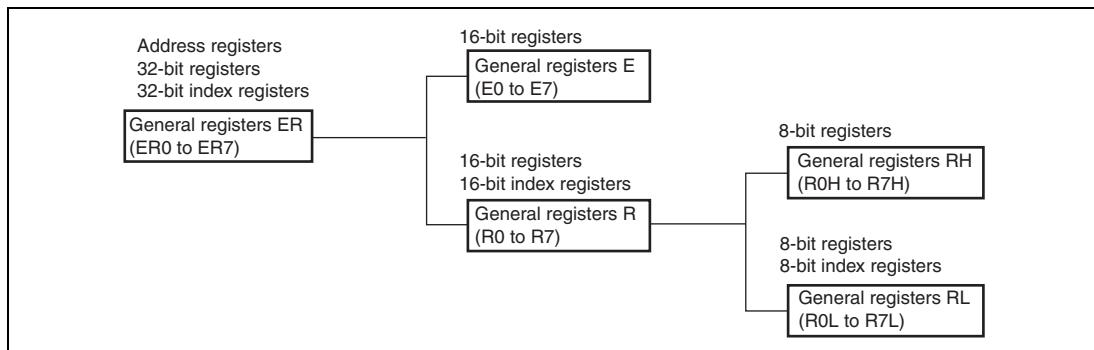 Address registers
32-bit registers
32-bit index registers
General registers ER
(ER0 to ER7)
16-bit registers
General registers E
(E0 to E7)
16-bit registers
16-bit index registers
General registers R
(R0 to R7)
8-bit registers
General registers RH
(R0H to R7H)
8-bit registers
8-bit index registers
General registers RL
(R0L to R7L)